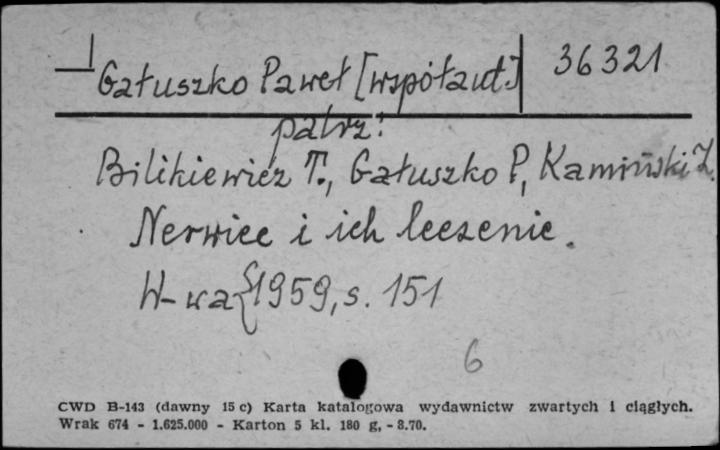 Gałuszko Paweł [współaut.] 36321
patrz:
Bilikiewicz T., Gałuszko P., Kamiński Z.
Nerwice i ich leczenie.
W-wa 1959, s. 151
6
CWD B-143 (dawny 15 c) Karta katalogowa wydawnictw zwartych i ciągłych.
Wrak 674 - 1.625.000 - Karton 5 kl. 180 g, - 8.70.